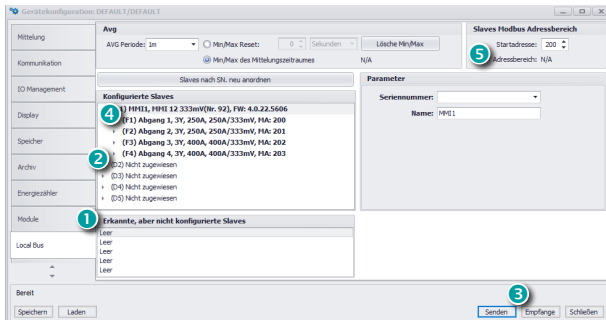 Gerätekonfiguration: DEFAULT/DEFAULT
Mittelung
Kommunikation
IO Management
Display
Speicher
Archiv
Energiezähler
Module
Local Bus
Avg
AVG Periode: 1m
Min/Max Reset: 0 Sekunden
Lösche Min/Max
Min/Max des Mittelungszeitraumes N/A
Slaves Modbus Adressbereich
Startadresse: 200
5 Adressbereich: N/A
Slaves nach SN. neu anordnen
Konfigurierte Slaves
MMI1, MMI 12 333mV(Nr. 92), FW: 4.0.22.5606
4 (F1) Abgang 1, 3Y, 250A, 250A/333mV, MA: 200
(F2) Abgang 2, 3Y, 250A, 250A/333mV, MA: 201
(F3) Abgang 3, 3Y, 400A, 400A/333mV, MA: 202
(F4) Abgang 4, 3Y, 400A, 400A/333mV, MA: 203
2 (D2) Nicht zugewiesen
(D3) Nicht zugewiesen
(D4) Nicht zugewiesen
(D5) Nicht zugewiesen
Parameter
Seriennummer:
Name: MMI1
1 Erkannte, aber nicht konfigurierte Slaves
Leer
Leer
Leer
Leer
Leer
Bereit
3
Speichern Laden Senden Empfange Schließen